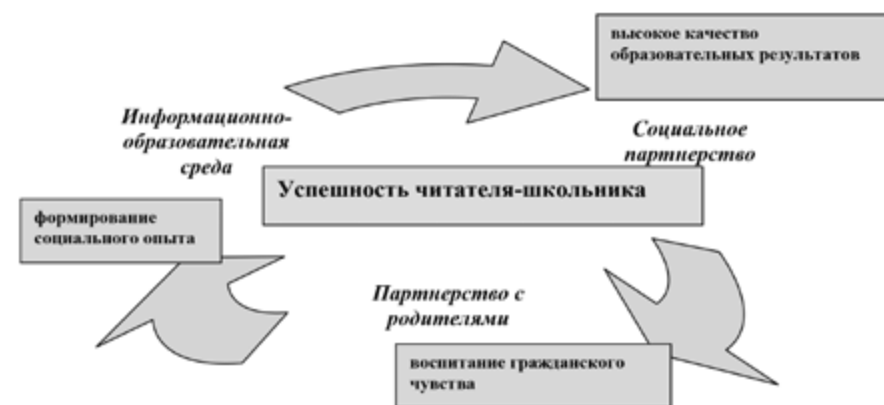 высокое качество
образовательных результатов
Информационно-
образовательная
среда
Социальное
партнерство
Успешность читателя-школьника
формирование
социального опыта
Партнерство с
родителями
воспитание гражданского
чувства